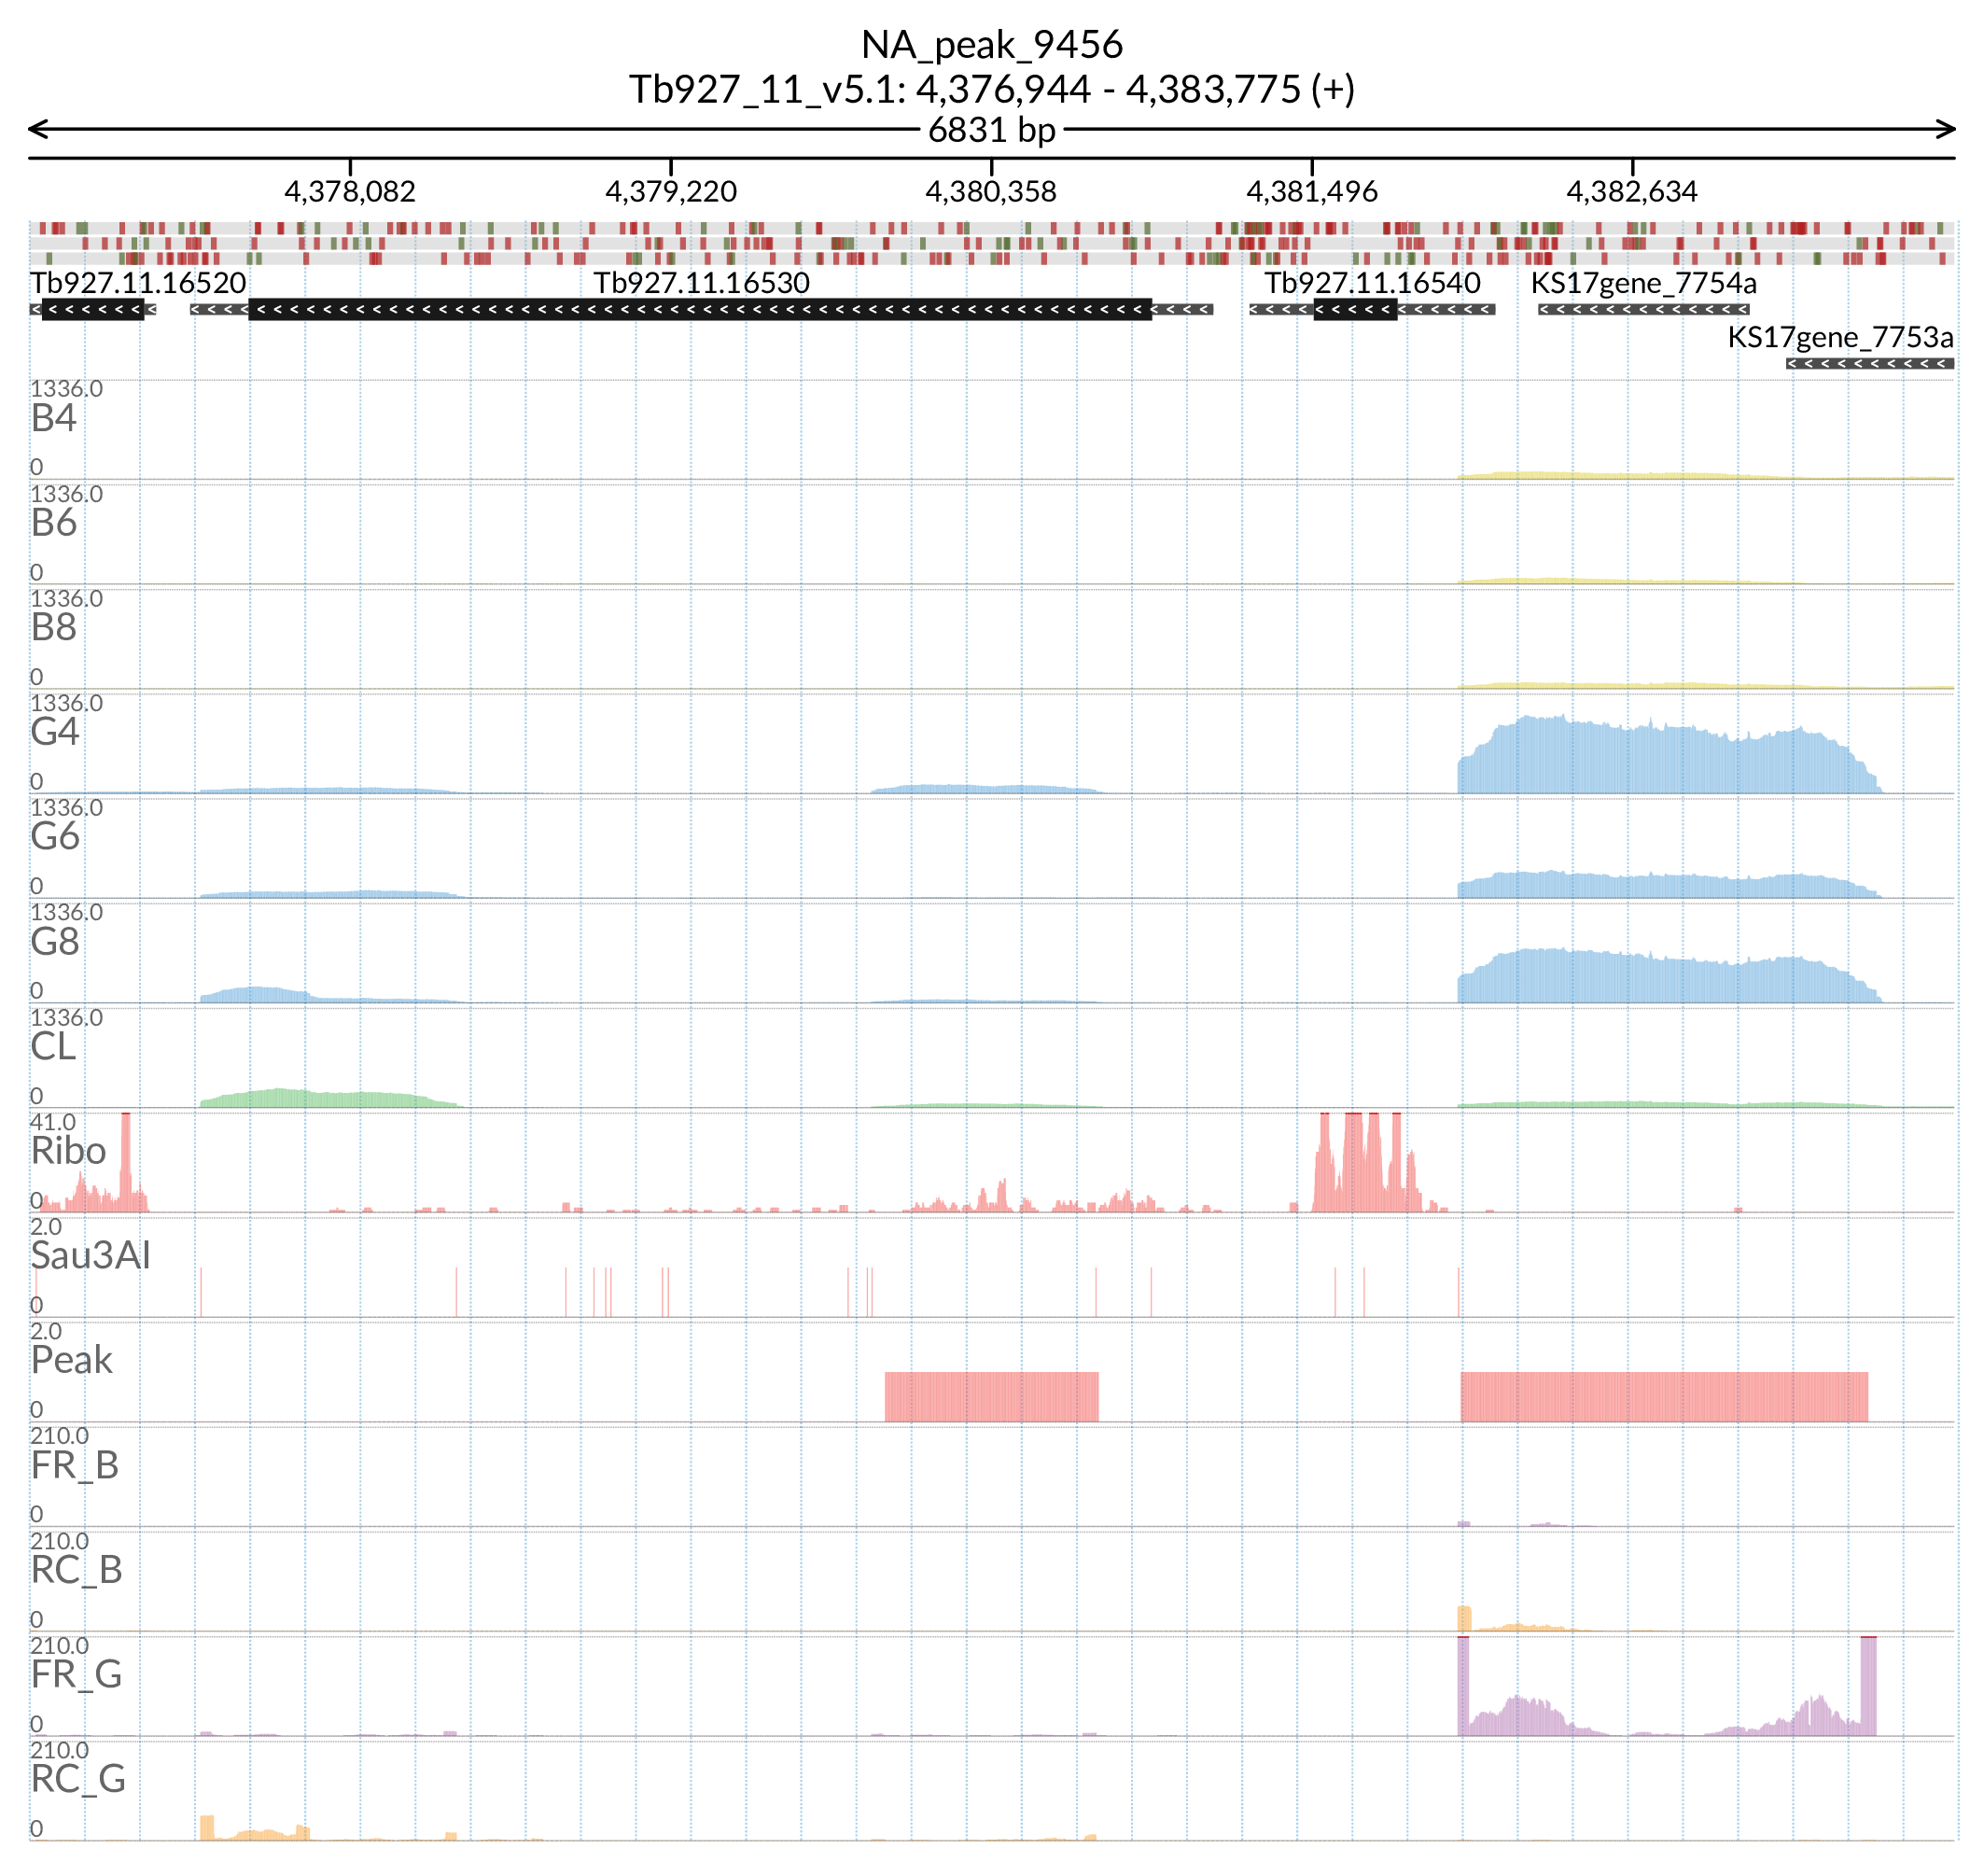 NA_peak_9456
Tb927_11_v5.1: 4,376,944 - 4,383,775 (+)
6831 bp
4,378,082 4,379,220 4,380,358 4,381,496 4,382,634
Tb927.11.16520 Tb927.11.16530 Tb927.11.16540 KS17gene_7754a
KS17gene_7753a
1336.0
B4
0
1336.0
B6
0
1336.0
B8
0
1336.0
G4
0
1336.0
G6
0
1336.0
G8
0
1336.0
CL
0
41.0
Ribo
0
2.0
Sau3AI
0
2.0
Peak
0
210.0
FR_B
0
210.0
RC_B
0
210.0
FR_G
0
210.0
RC_G
0